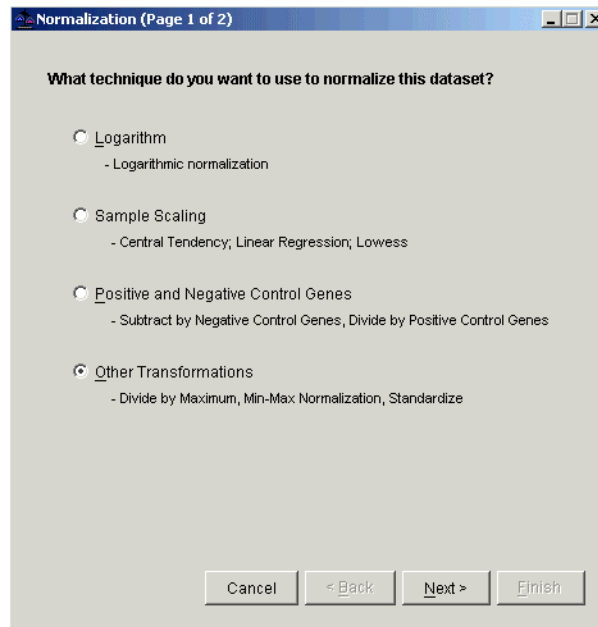 Normalization (Page 1 of 2)
What technique do you want to use to normalize this dataset?
Logarithm
- Logarithmic normalization
Sample Scaling
- Central Tendency; Linear Regression; Lowess
Positive and Negative Control Genes
- Subtract by Negative Control Genes, Divide by Positive Control Genes
Other Transformations
- Divide by Maximum, Min-Max Normalization, Standardize
Cancel < Back Next > Finish